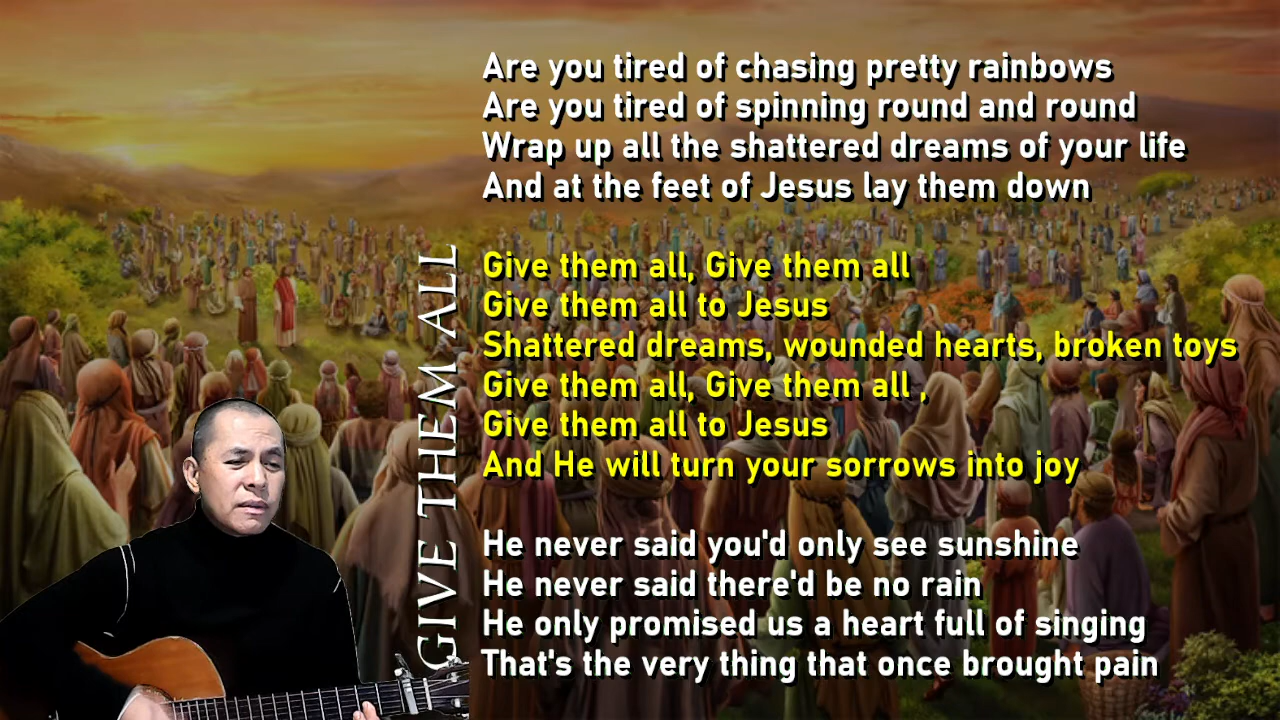 Are you tired of chasing pretty rainbows
Are you tired of spinning round and round
Wrap up all the shattered dreams of your life
And at the feet of Jesus lay them down
Give them all, Give them all
Give them all to Jesus
Shattered dreams, wounded hearts, broken toys
Give them all, Give them all ,
Give them all to Jesus
And He will turn your sorrows into joy
He never said you'd only see sunshine
He never said there'd be no rain
He only promised us a heart full of singing
That's the very thing that once brought pain
GIVE THEM ALL